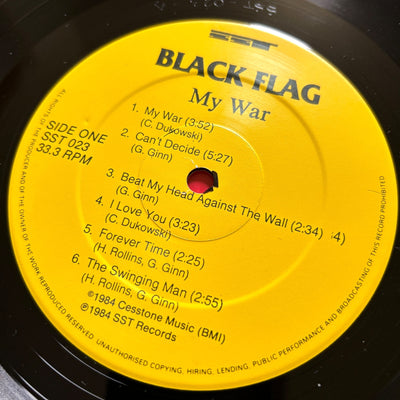 SST
BLACK FLAG
My War
SIDE ONE
SST 023
33.3 RPM
1. My War (3:52)
(C. Dukowski)
2. Can't Decide (5:27)
(G. Ginn)
3. Beat My Head Against The Wall (2:34) :4)
(G. Ginn)
4. I Love You (3:23)
(C. Dukowski)
5. Forever Time (2:25)
(H. Rollins, G. Ginn)
6. The Swinging Man (2:55)
(H. Rollins, G. Ginn)
©1984 Cesstone Music (BMI)
℗1984 SST Records
ALL RIGHTS OF THE PRODUCER AND OF THE OWNER OF THE WORK REPRODUCED RESERVED. UNAUTHORISED COPYING, HIRING, LENDING, PUBLIC PERFORMANCE AND BROADCASTING OF THIS RECORD PROHIBITED